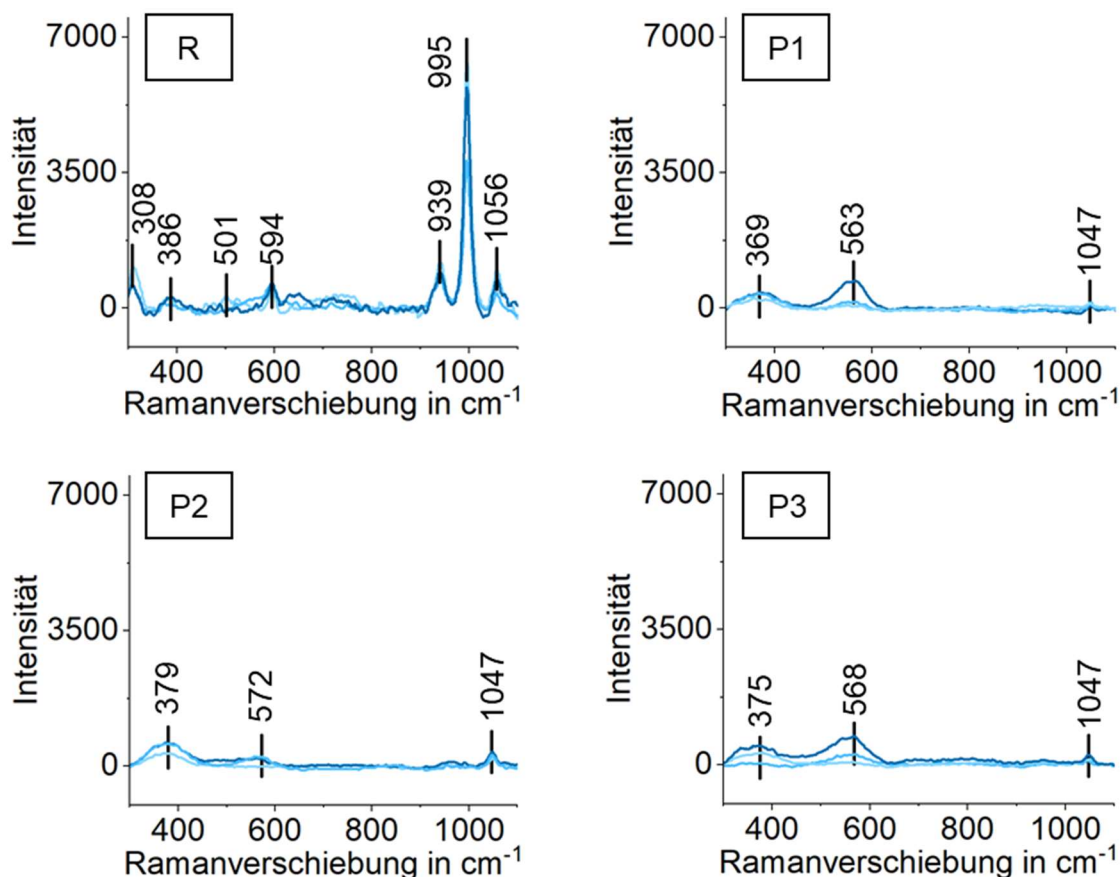 R
Intensität
7000
3500
0
308
386
501
594
939
995
1056
400 600 800 1000
Ramanverschiebung in cm-1
P1
Intensität
7000
3500
0
369
563
1047
400 600 800 1000
Ramanverschiebung in cm-1
P2
Intensität
7000
3500
0
379
572
1047
400 600 800 1000
Ramanverschiebung in cm-1
P3
Intensität
7000
3500
0
375
568
1047
400 600 800 1000
Ramanverschiebung in cm-1